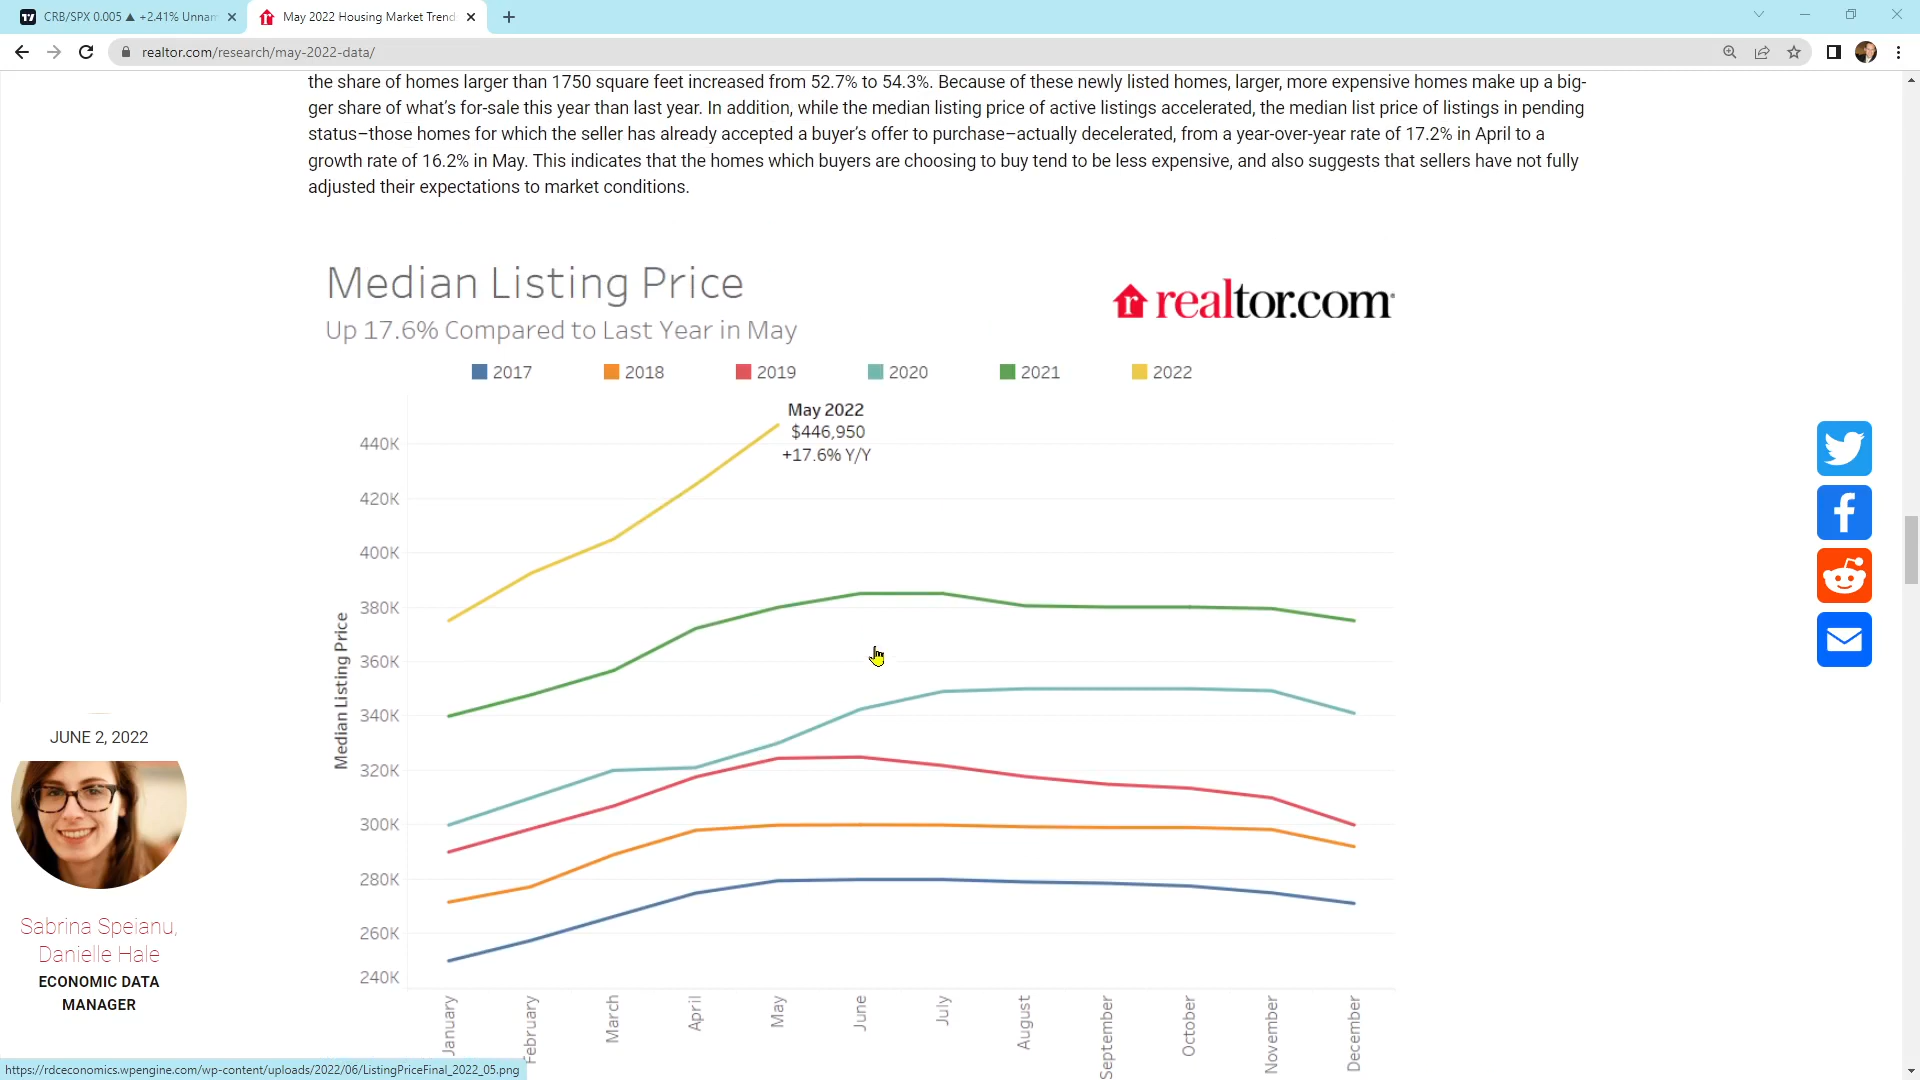 CRB/SPX 0.005 ▲ +2.41% Unnam
May 2022 Housing Market Trend
realtor.com/research/may-2022-data/
the share of homes larger than 1750 square feet increased from 52.7% to 54.3%. Because of these newly listed homes, larger, more expensive homes make up a big-
ger share of what's for-sale this year than last year. In addition, while the median listing price of active listings accelerated, the median list price of listings in pending
status–those homes for which the seller has already accepted a buyer's offer to purchase–actually decelerated, from a year-over-year rate of 17.2% in April to a
growth rate of 16.2% in May. This indicates that the homes which buyers are choosing to buy tend to be less expensive, and also suggests that sellers have not fully
adjusted their expectations to market conditions.
Median Listing Price
Up 17.6% Compared to Last Year in May
realtor.com
2017 2018 2019 2020 2021 2022
May 2022
$446,950
+17.6% Y/Y
440K
420K
400K
380K
360K
340K
320K
300K
280K
260K
240K
Median Listing Price
January February March April May June July August September October November December
JUNE 2, 2022
Sabrina Speianu,
Danielle Hale
ECONOMIC DATA
MANAGER
https://rdceconomics.wpengine.com/wp-content/uploads/2022/06/ListingPriceFinal_2022_05.png